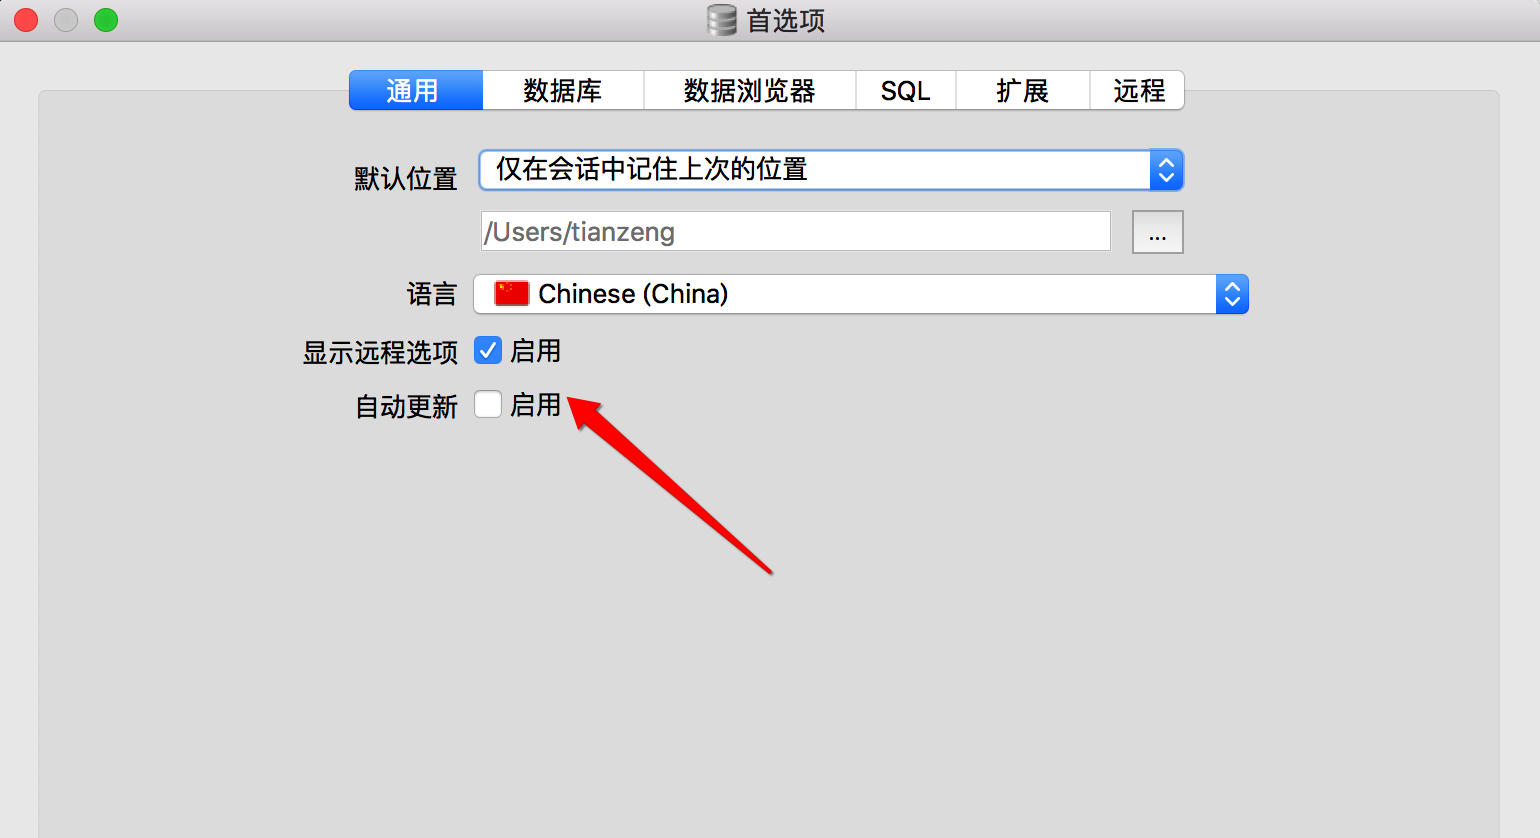 首选项
通用 数据库 数据浏览器 SQL 扩展 远程
默认位置 仅在会话中记住上次的位置
/Users/tianzeng ...
语言 Chinese (China)
显示远程选项 启用
自动更新 启用